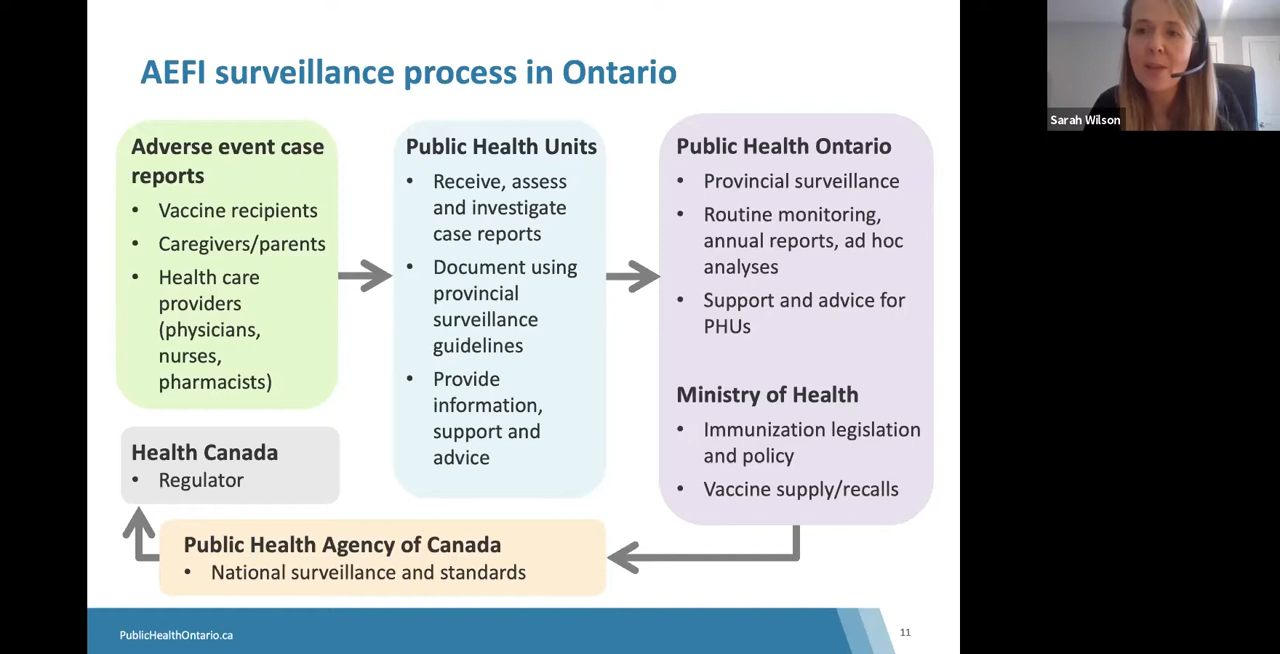 AEFI surveillance process in Ontario
Adverse event case
reports
• Vaccine recipients
• Caregivers/parents
• Health care
providers
(physicians,
nurses,
pharmacists)
Public Health Units
• Receive, assess
and investigate
case reports
• Document using
provincial
surveillance
guidelines
• Provide
information,
support and
advice
Public Health Ontario
• Provincial surveillance
• Routine monitoring,
annual reports, ad hoc
analyses
• Support and advice for
PHUs
Ministry of Health
• Immunization legislation
and policy
• Vaccine supply/recalls
Public Health Agency of Canada
• National surveillance and standards
Health Canada
• Regulator
PublicHealthOntario.ca
11
Sarah Wilson